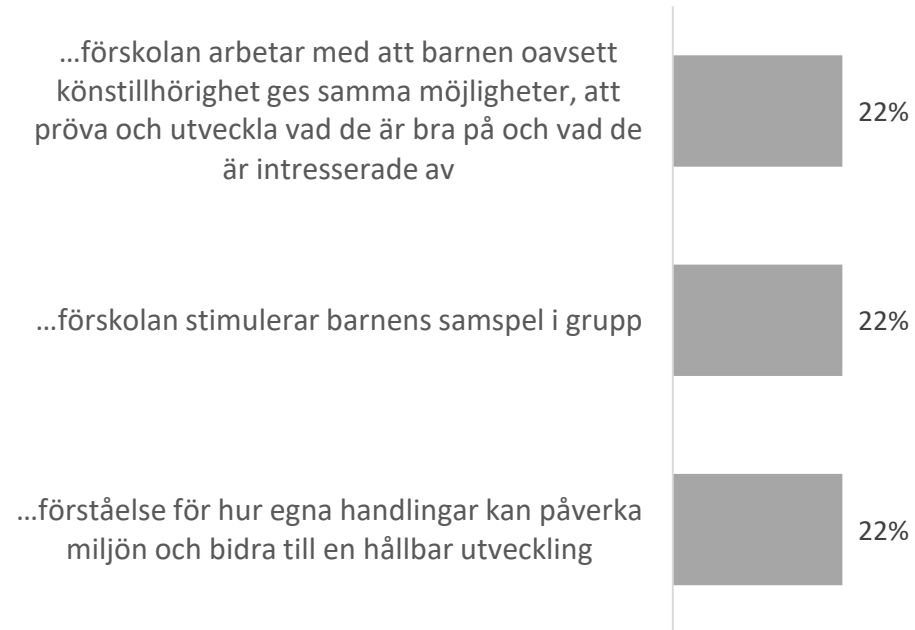 …förskolan arbetar med att barnen oavsett
könstillhörighet ges samma möjligheter, att
pröva och utveckla vad de är bra på och vad de
är intresserade av
22%
…förskolan stimulerar barnens samspel i grupp
22%
…förståelse för hur egna handlingar kan påverka
miljön och bidra till en hållbar utveckling
22%